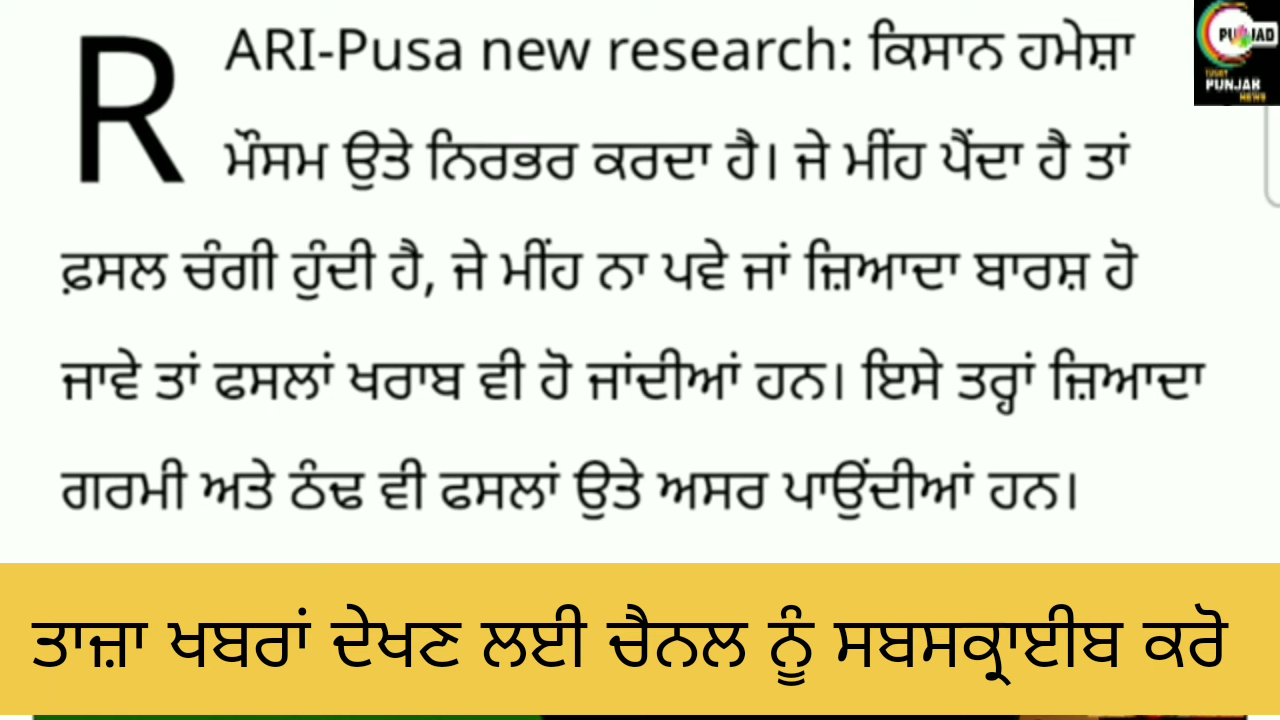 RARI-Pusa new research: ਕਿਸਾਨ ਹਮੇਸ਼ਾ
ਮੌਸਮ ਉਤੇ ਨਿਰਭਰ ਕਰਦਾ ਹੈ। ਜੇ ਮੀਂਹ ਪੈਂਦਾ ਹੈ ਤਾਂ
ਫ਼ਸਲ ਚੰਗੀ ਹੁੰਦੀ ਹੈ, ਜੇ ਮੀਂਹ ਨਾ ਪਵੇ ਜਾਂ ਜ਼ਿਆਦਾ ਬਾਰਸ਼ ਹੋ
ਜਾਵੇ ਤਾਂ ਫਸਲਾਂ ਖਰਾਬ ਵੀ ਹੋ ਜਾਂਦੀਆਂ ਹਨ। ਇਸੇ ਤਰ੍ਹਾਂ ਜ਼ਿਆਦਾ
ਗਰਮੀ ਅਤੇ ਠੰਢ ਵੀ ਫਸਲਾਂ ਉਤੇ ਅਸਰ ਪਾਉਂਦੀਆਂ ਹਨ।
ਤਾਜ਼ਾ ਖਬਰਾਂ ਦੇਖਣ ਲਈ ਚੈਨਲ ਨੂੰ ਸਬਸਕ੍ਰਾਈਬ ਕਰੋ
PUNJAB
NEWS